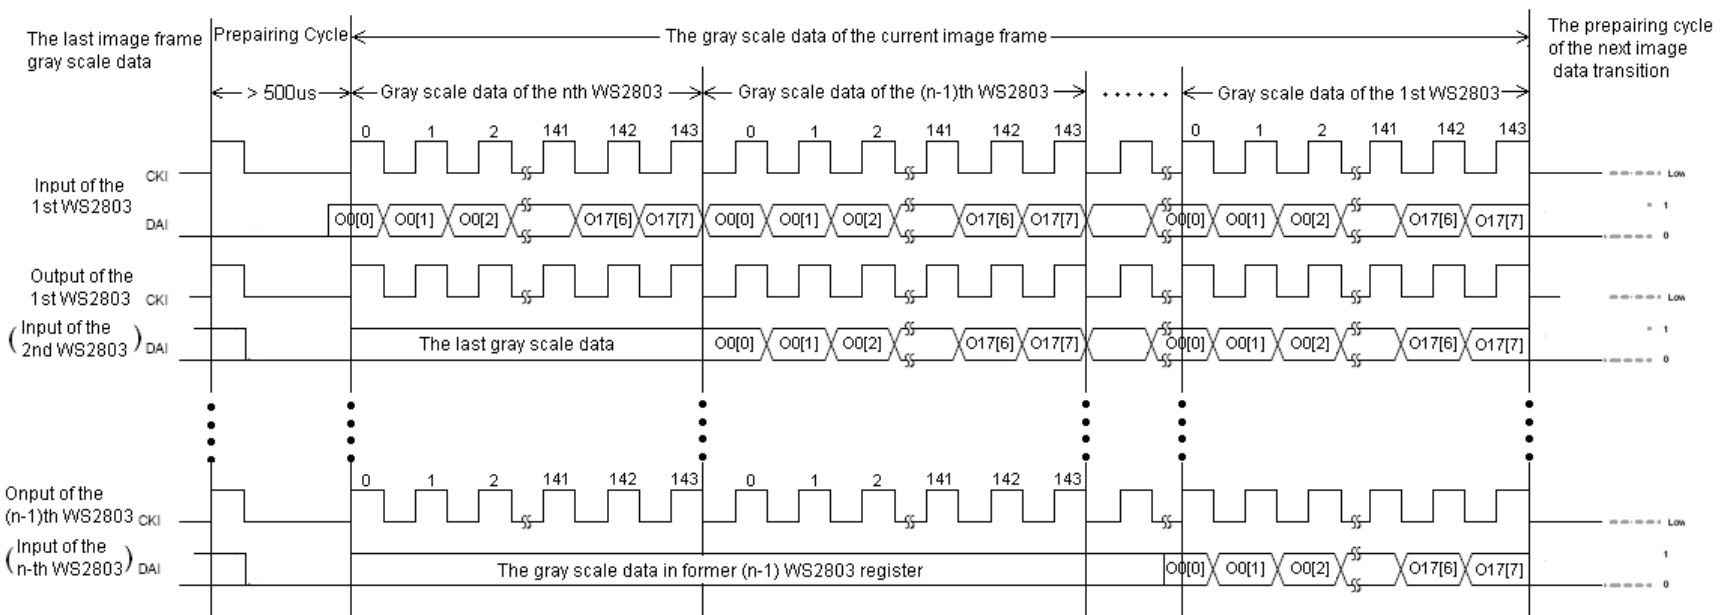 The last image frame
gray scale data
Prepairing Cycle
The gray scale data of the current image frame
The prepairing cycle
of the next image
data transition
> 500us
Gray scale data of the nth WS2803
Gray scale data of the (n-1)th WS2803
......
Gray scale data of the 1st WS2803
0 1 2 141 142 143 0 1 2 141 142 143 0 1 2 141 142 143
Input of the
1st WS2803
CKI
Low
DAI
O0[0] O0[1] O0[2] O17[6] O17[7] O0[0] O0[1] O0[2] O17[6] O17[7] O0[0] O0[1] O0[2] O17[6] O17[7]
1
0
Output of the
1st WS2803
CKI
Low
(Input of the
2nd WS2803)
DAI
The last gray scale data
O0[0] O0[1] O0[2] O17[6] O17[7] O0[0] O0[1] O0[2] O17[6] O17[7]
1
0
0 1 2 141 142 143 0 1 2 141 142 143
Onput of the
(n-1)th WS2803
CKI
Low
(Input of the
n-th WS2803)
DAI
The gray scale data in former (n-1) WS2803 register
O0[0] O0[1] O0[2] O17[6] O17[7]
1
0